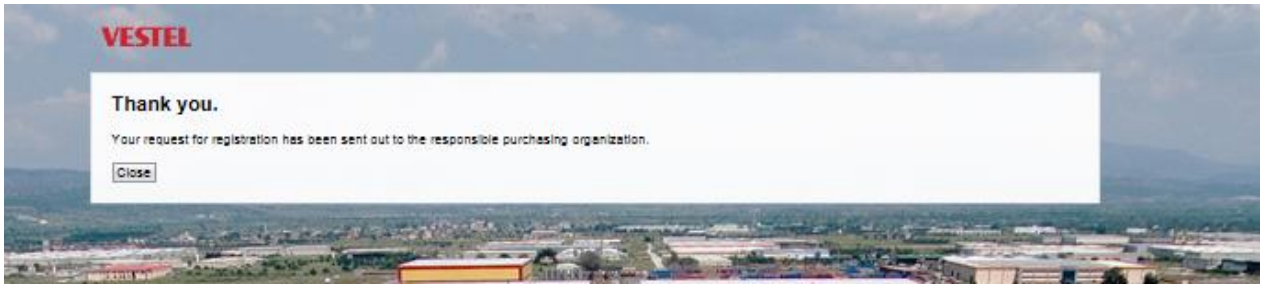 VESTEL
Thank you.
Your request for registration has been sent out to the responsible purchasing organization.
Close